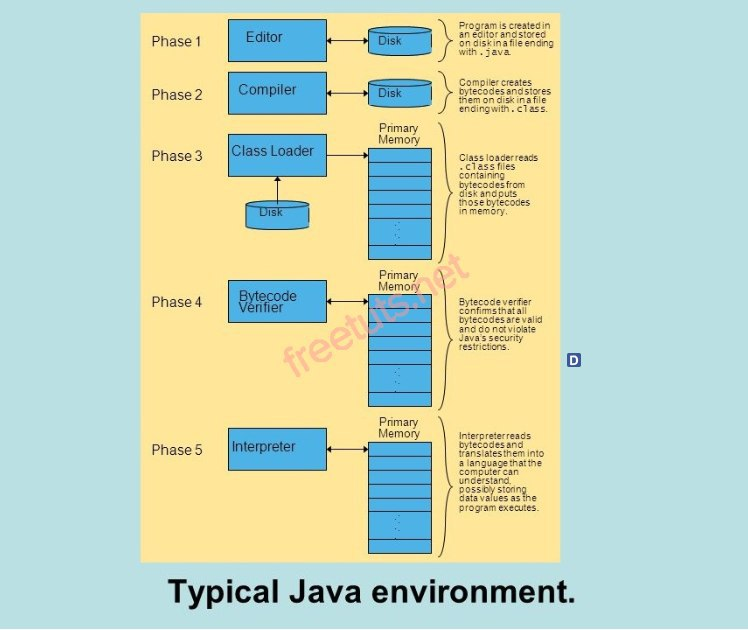 Phase 1
Editor
Disk
Program is created in
an editor and stored
on disk in a file ending
with .java.
Phase 2
Compiler
Disk
Compiler creates
bytecodes and stores
them on disk in a file
ending with .class.
Phase 3
Class Loader
Disk
Primary
Memory
Class loader reads
.class files
containing
bytecodes from
disk and puts
those bytecodes
in memory.
Phase 4
Bytecode
Verifier
Primary
Memory
Bytecode verifier
confirms that all
bytecodes are valid
and do not violate
Java's security
restrictions.
freetuts.net
D
Phase 5
Interpreter
Primary
Memory
Interpreter reads
bytecodes and
translates them into
a language that the
computer can
understand,
possibly storing
data values as the
program executes.
Typical Java environment.